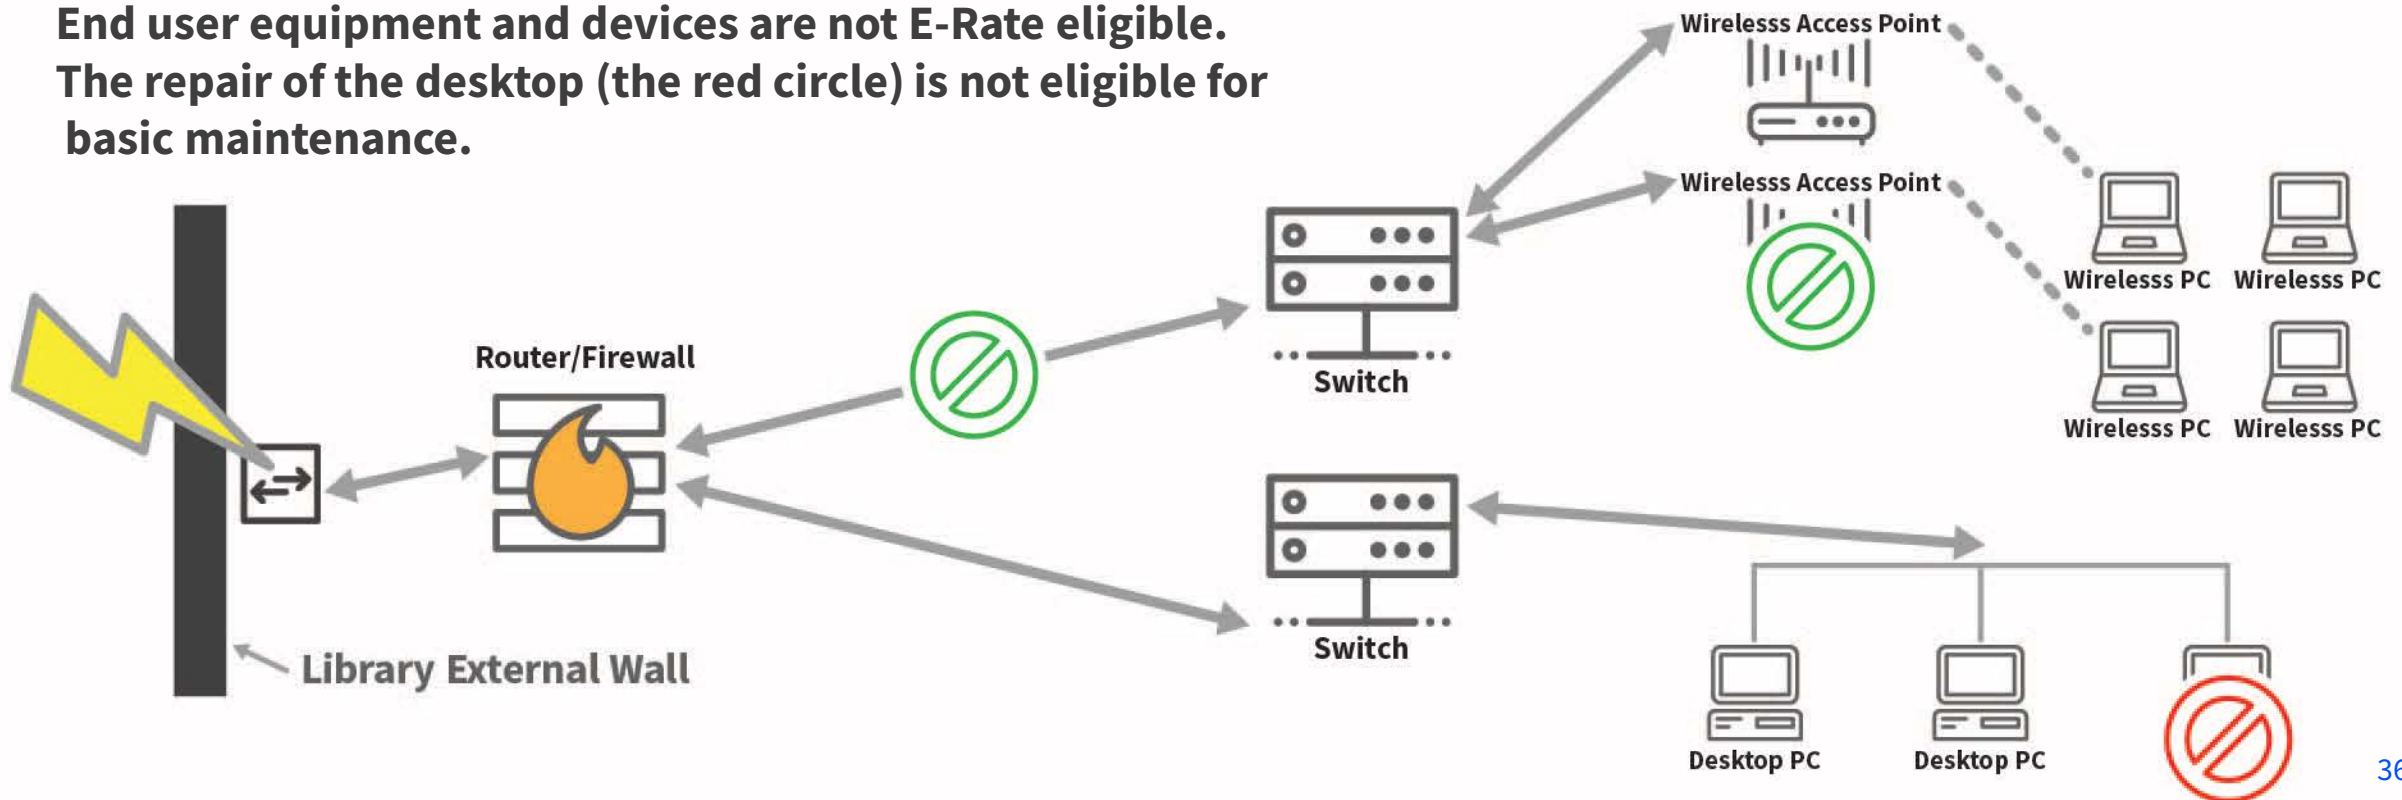 End user equipment and devices are not E-Rate eligible.
The repair of the desktop (the red circle) is not eligible for
basic maintenance.
Wirelesss Access Point
Wirelesss Access Point
Wirelesss PC
Wirelesss PC
Wirelesss PC
Wirelesss PC
Router/Firewall
Switch
Switch
Library External Wall
Desktop PC
Desktop PC
36